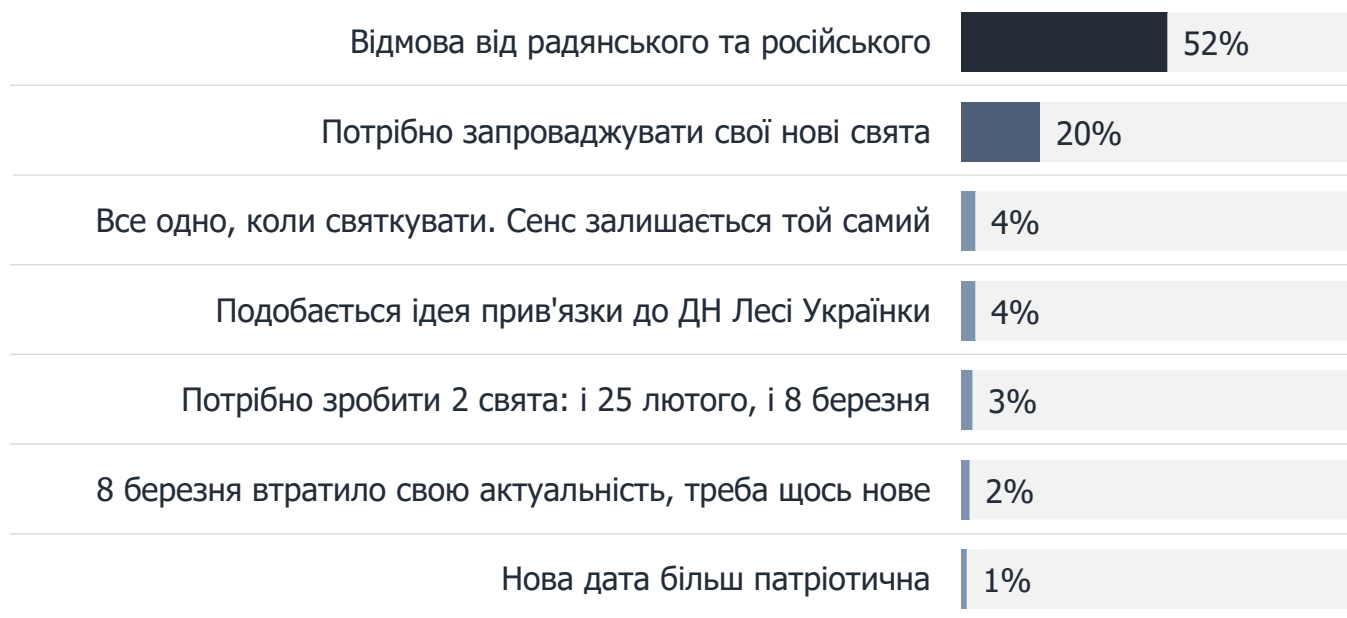 Відмова від радянського та російського 52%
Потрібно запроваджувати свої нові свята 20%
Все одно, коли святкувати. Сенс залишається той самий 4%
Подобається ідея прив'язки до ДН Лесі Українки 4%
Потрібно зробити 2 свята: і 25 лютого, і 8 березня 3%
8 березня втратило свою актуальність, треба щось нове 2%
Нова дата більш патріотична 1%